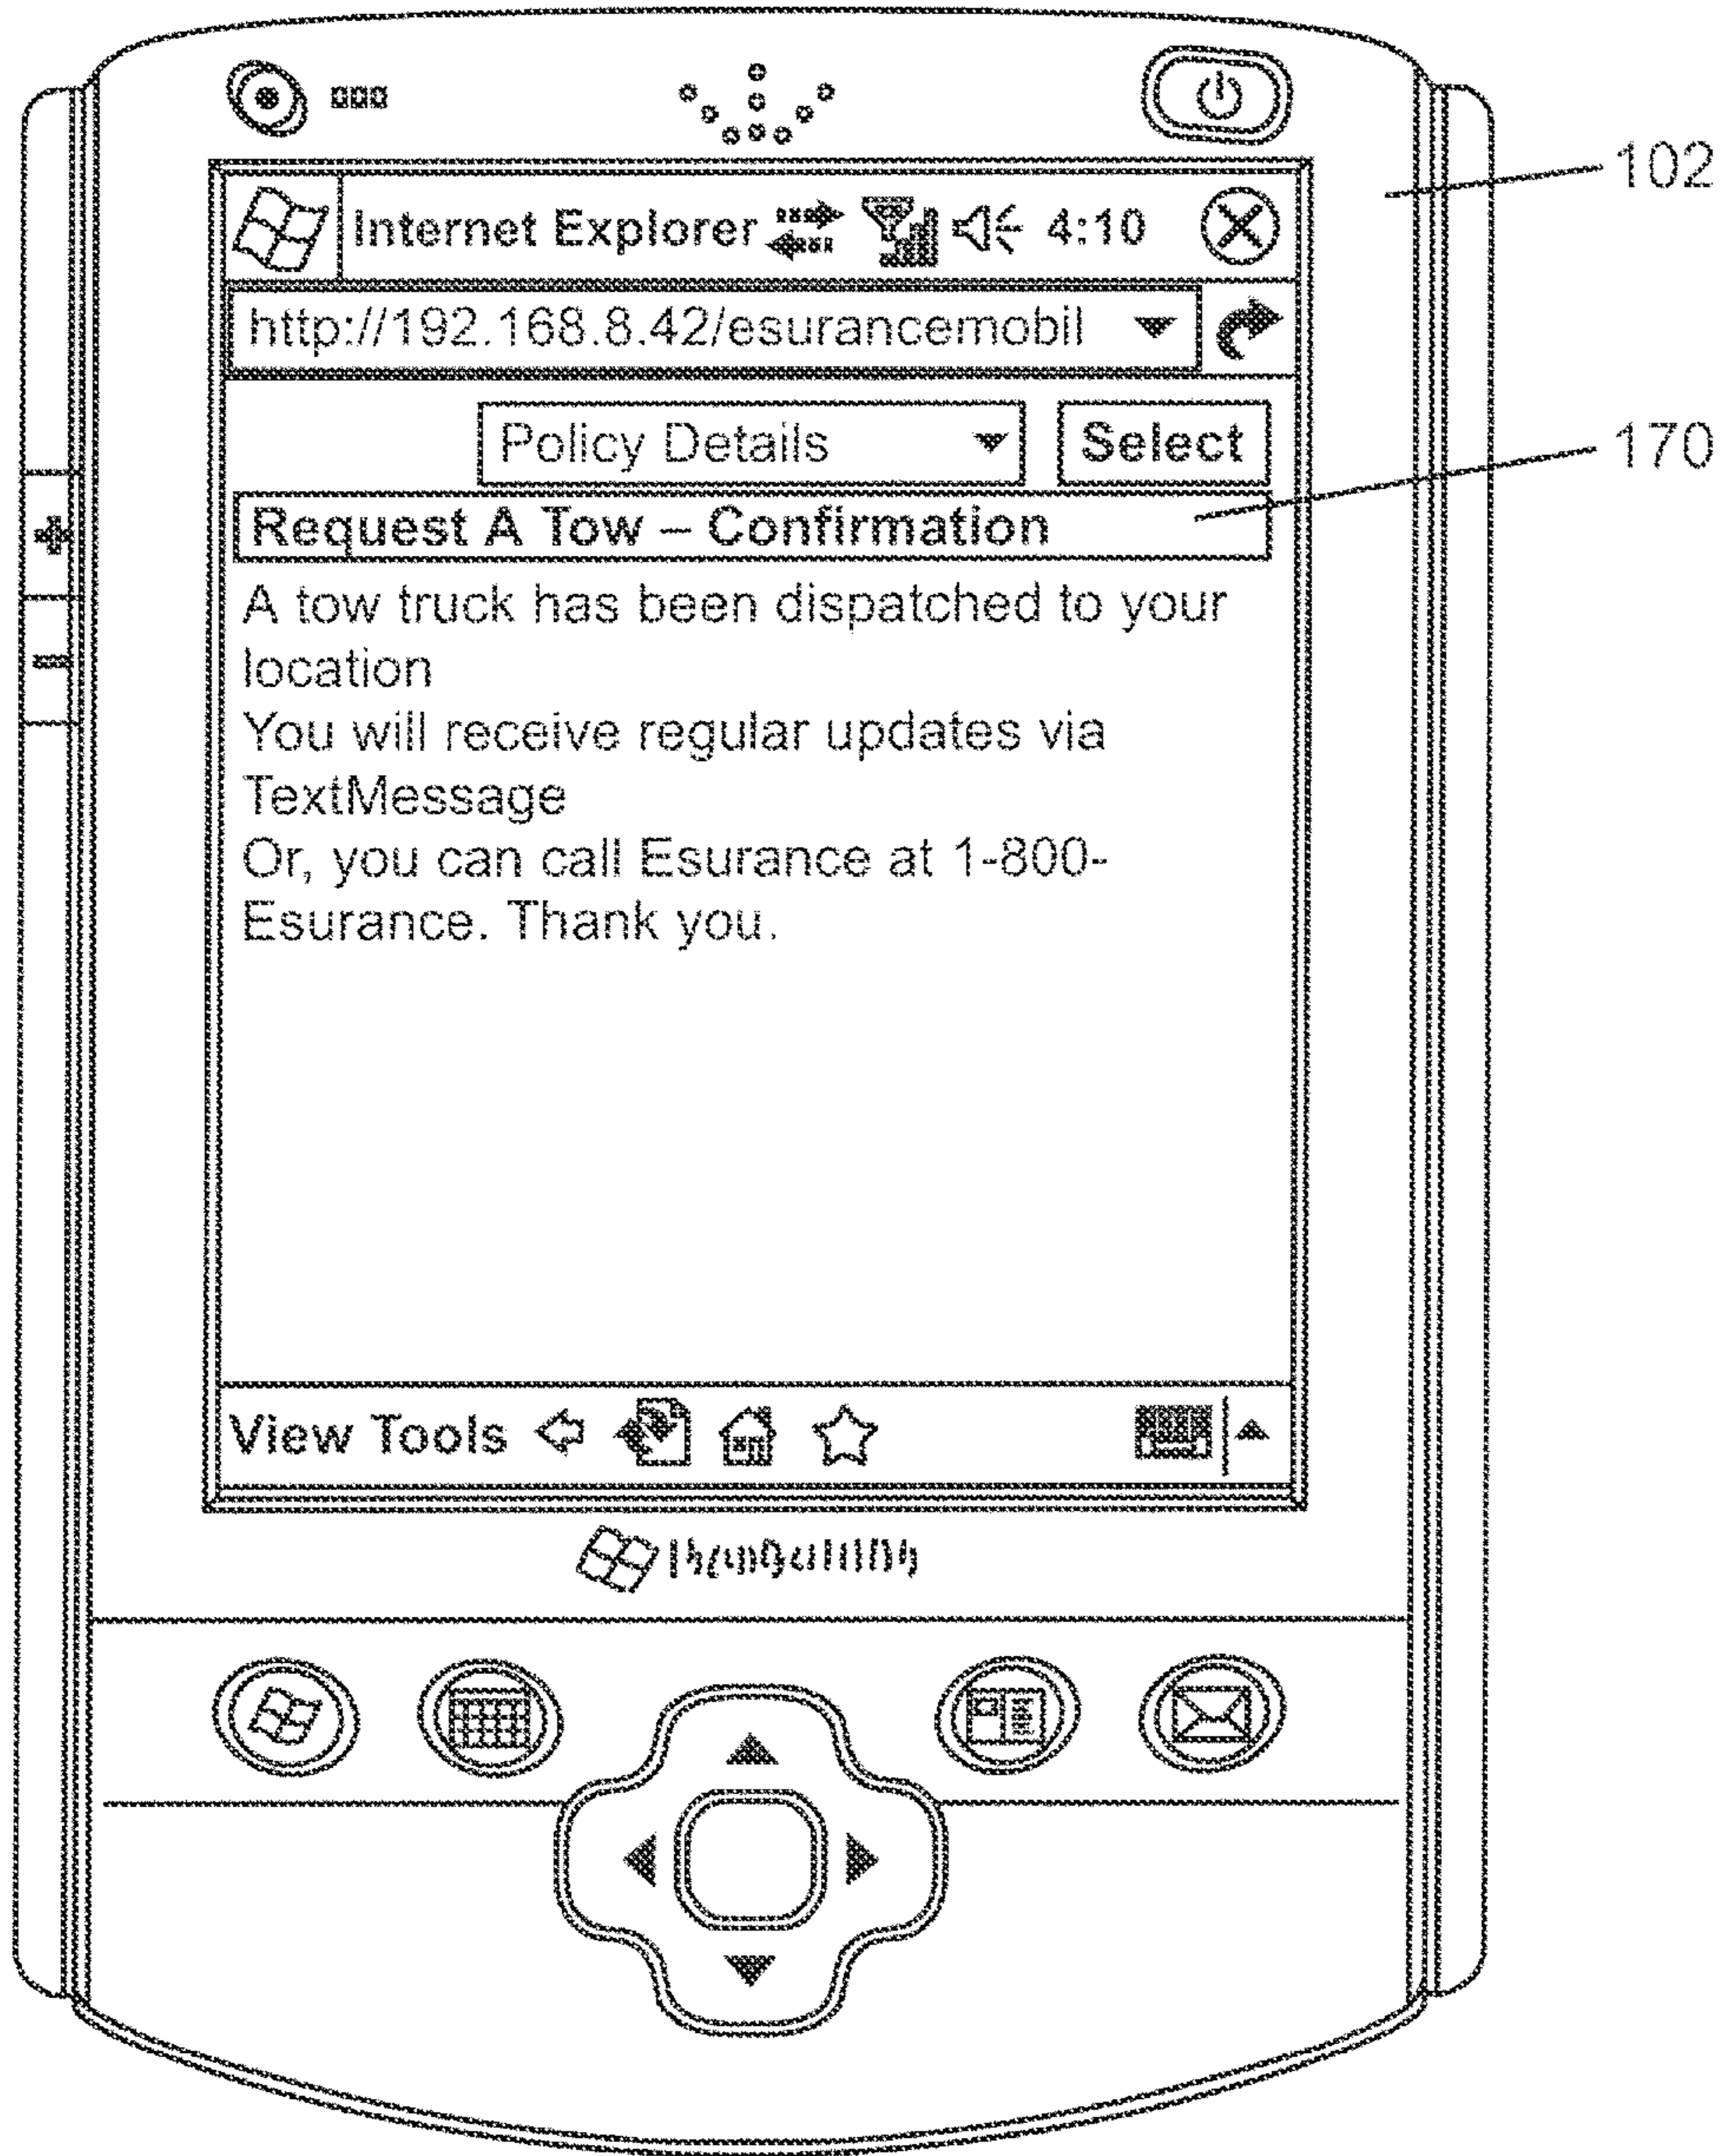 Internet Explorer 4:10
102
http://192.168.8.42/esurancemobil
Policy Details Select
170
Request A Tow – Confirmation
A tow truck has been dispatched to your
location
You will receive regular updates via
TextMessage
Or, you can call Esurance at 1-800-
Esurance. Thank you.
View Tools